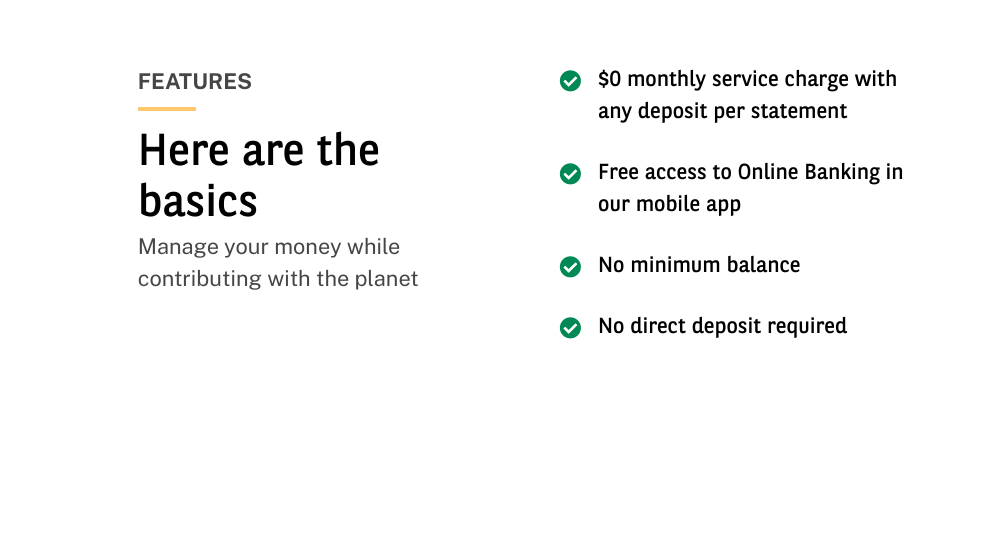 FEATURES
Here are the
basics
Manage your money while
contributing with the planet
$0 monthly service charge with
any deposit per statement
Free access to Online Banking in
our mobile app
No minimum balance
No direct deposit required